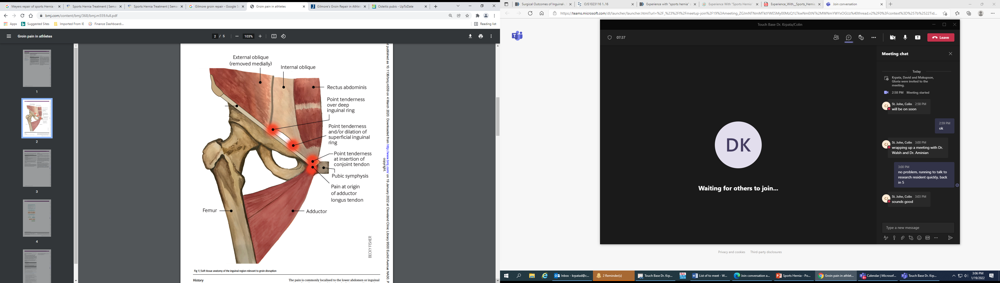 Meyers repair of sports Hernia -
Sports Hernia Treatment | Seman
Sports Hernia Treatment | Seman
Gilmore groin repair - Google Se
Groin pain in athletes
Gilmore's Groin Repair in Athlete
Osteitis pubis - UpToDate
bmj.com/content/bmj/368/bmj.m559.full.pdf
Apps
Suggested Sites
Imported From IE
Finance Dashboard:...
Reading list
Groin pain in athletes
2 / 5
103%
1
2
3
4
External oblique
(removed medially)
Internal oblique
Rectus abdominis
Point tenderness
over deep
inguinal ring
Point tenderness
and/or dilation of
superficial inguinal
ring
Point tenderness
at insertion of
conjoint tendon
Pubic symphysis
Pain at origin
of adductor
longus tendon
Femur
Adductor
BECKY FISHER
published as 10.1136/bmj.m559 on 4 March 2020. Downloaded from http://www.bmj.com/ on 19 January 2022 at Cleveland Clinic Library 9500 Euclid Avenue NA30. P
copyright.
Fig 1 | Soft tissue anatomy of the inguinal region relevant to groin disruption
History
The pain is commonly localised to the lower abdomen or inguinal
Surgical Outcomes of Inguinal-,
OJS1023116 1..16
Experience with "sports hernia" s
Experience With "Sports Hernia"
Experience_With__Sports_Hernia
Join conversation
https://teams.microsoft.com/dl/launcher/launcher.html?url=%2F_%23%2Fl%2Fmeetup-join%2F19%3Ameeting_ZGJmNTNmMTktYWE5My00MzQ1LTkwNmEtNTk2MWNmYWYxOGUz%40thread.v2%2F0%3Fcontext%3D%257b%2522Tid...
Touch Base Dr. Krpata/Colin
07:37
Leave
DK
Waiting for others to join...
Meeting chat
Today
Krpata, David and Makupson,
Gloria were invited to the
meeting.
2:58 PM Meeting started
CJ
St. John, Colin 2:58 PM
will be on soon
2:59 PM
ok
CJ
St. John, Colin 3:00 PM
wrapping up a meeting with Dr.
Walsh and Dr. Aminian
3:00 PM
no problem, running to talk to
research resident quickly, back
in 5
CJ
St. John, Colin 3:03 PM
sounds good
Type a new message
GIF
Privacy and cookies
Third-party disclosures
Inbox - krpatad@c...
2 Reminder(s)
Touch Base Dr. Krp...
Epic
List of to meet - W...
Join conversation a...
Sports Hernia - Po...
Groin pain in athlet...
Calendar | Microsof...
Touch Base Dr. Krp...
3:06 PM
1/19/2022